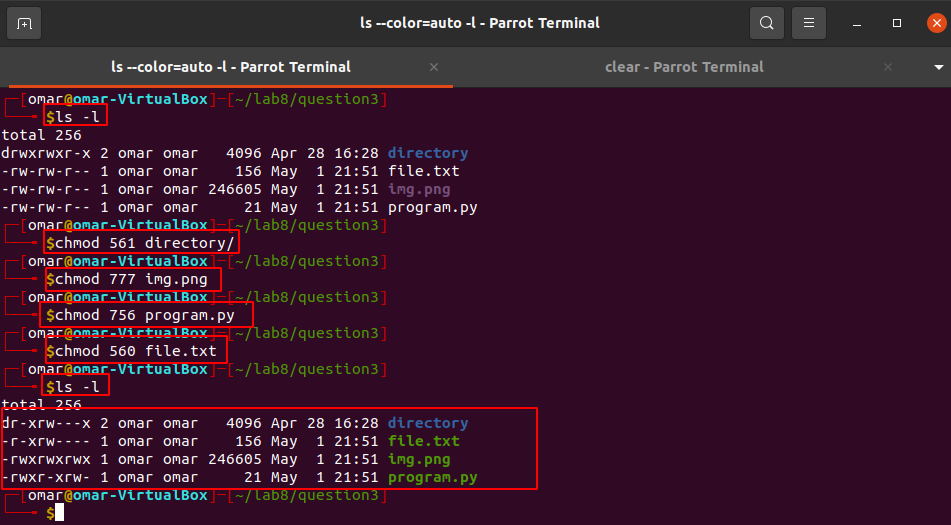 ls --color=auto -l - Parrot Terminal
ls --color=auto -l - Parrot Terminal × clear - Parrot Terminal ×
┌─[omar@omar-VirtualBox]─[~/lab8/question3]
└──╼ $ls -l
total 256
drwxrwxr-x 2 omar omar   4096 Apr 28 16:28 directory
-rw-rw-r-- 1 omar omar    156 May  1 21:51 file.txt
-rw-rw-r-- 1 omar omar 246605 May  1 21:51 img.png
-rw-rw-r-- 1 omar omar     21 May  1 21:51 program.py
┌─[omar@omar-VirtualBox]─[~/lab8/question3]
└──╼ $chmod 561 directory/
┌─[omar@omar-VirtualBox]─[~/lab8/question3]
└──╼ $chmod 777 img.png
┌─[omar@omar-VirtualBox]─[~/lab8/question3]
└──╼ $chmod 756 program.py
┌─[omar@omar-VirtualBox]─[~/lab8/question3]
└──╼ $chmod 560 file.txt
┌─[omar@omar-VirtualBox]─[~/lab8/question3]
└──╼ $ls -l
total 256
dr-xrw---x 2 omar omar   4096 Apr 28 16:28 directory
-r-xrw---- 1 omar omar    156 May  1 21:51 file.txt
-rwxrwxrwx 1 omar omar 246605 May  1 21:51 img.png
-rwxr-xrw- 1 omar omar     21 May  1 21:51 program.py
┌─[omar@omar-VirtualBox]─[~/lab8/question3]
└──╼ $